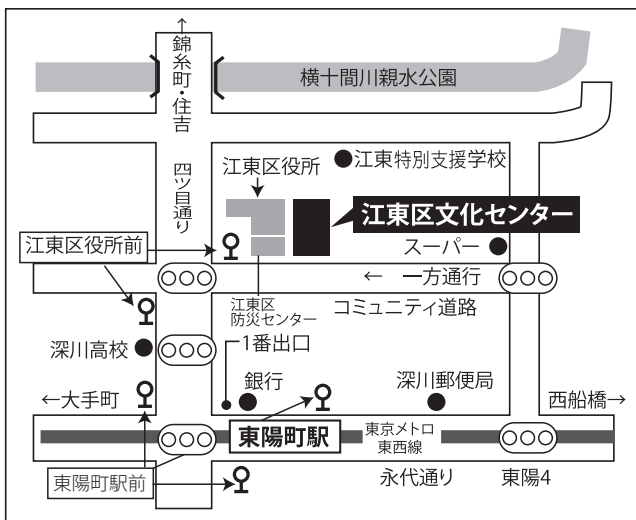 ↑錦糸町・住吉
横十間川親水公園
四ツ目通り
江東区役所
江東特別支援学校
江東区文化センター
江東区役所前
スーパー
← 一方通行
江東区
防災センター
コミュニティ道路
深川高校
1番出口
←大手町
銀行
深川郵便局
西船橋→
東陽町駅
東京メトロ
東西線
東陽町駅前
永代通り
東陽4